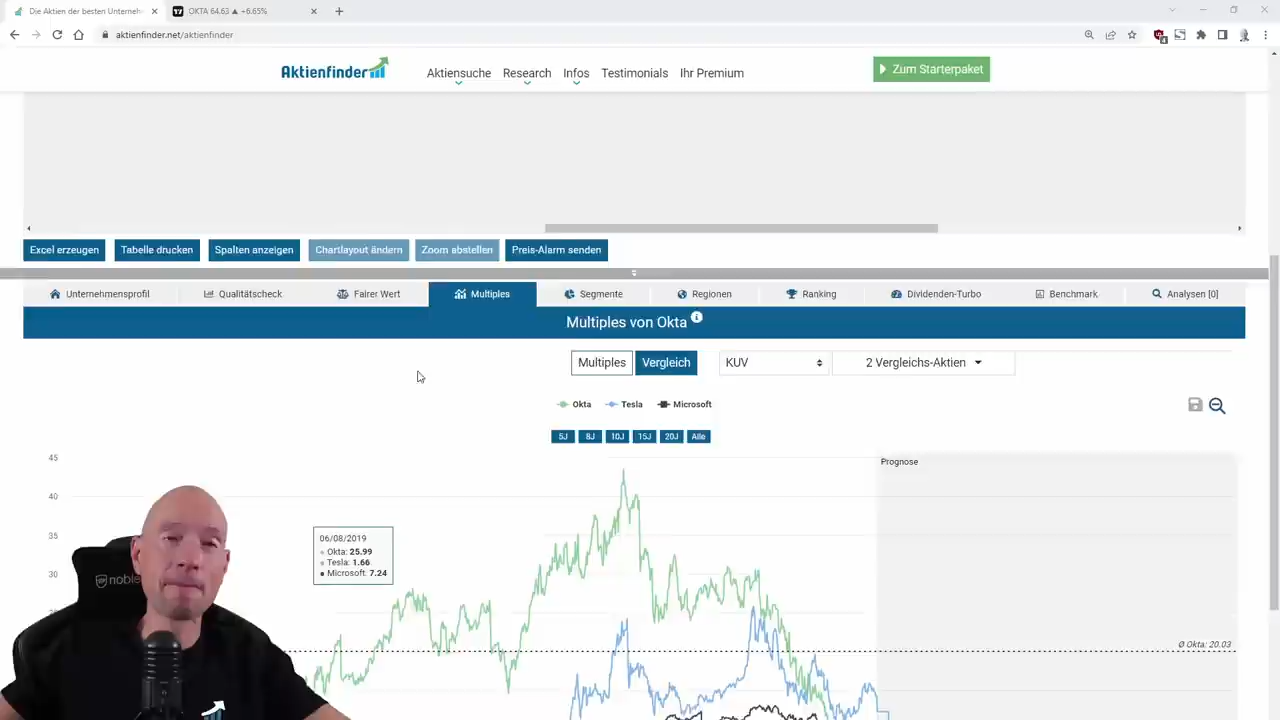 Die Aktien der besten Unterneh
OKTA 64.63 ▲ +6.65%
aktienfinder.net/aktienfinder
Aktienfinder
Aktiensuche
Research
Infos
Testimonials
Ihr Premium
Zum Starterpaket
Excel erzeugen
Tabelle drucken
Spalten anzeigen
Chartlayout ändern
Zoom abstellen
Preis-Alarm senden
Unternehmensprofil
Qualitätscheck
Fairer Wert
Multiples
Segmente
Regionen
Ranking
Dividenden-Turbo
Benchmark
Analysen [0]
Multiples von Okta
Multiples
Vergleich
KUV
2 Vergleichs-Aktien
Okta
Tesla
Microsoft
5J
8J
10J
15J
20J
Alle
45
Prognose
40
35
06/08/2019
Okta: 25.99
Tesla: 1.66
Microsoft: 7.24
30
noble
Ø Okta: 20.03